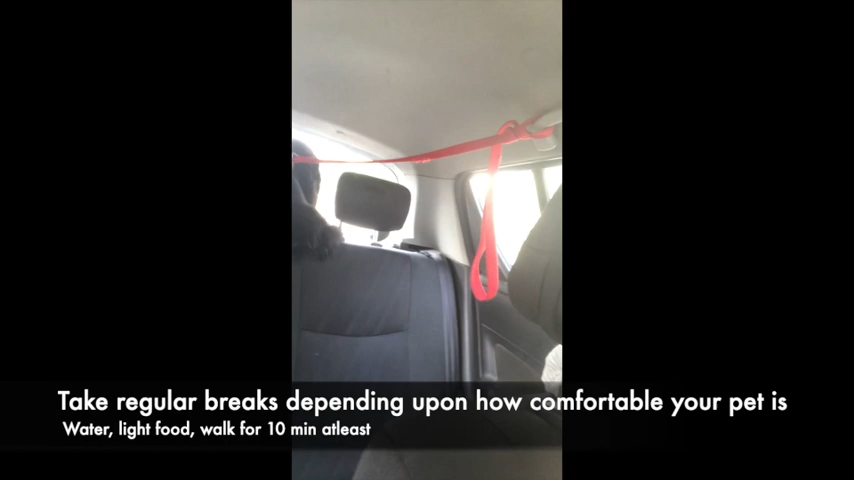 Take regular breaks depending upon how comfortable your pet is
Water, light food, walk for 10 min atleast